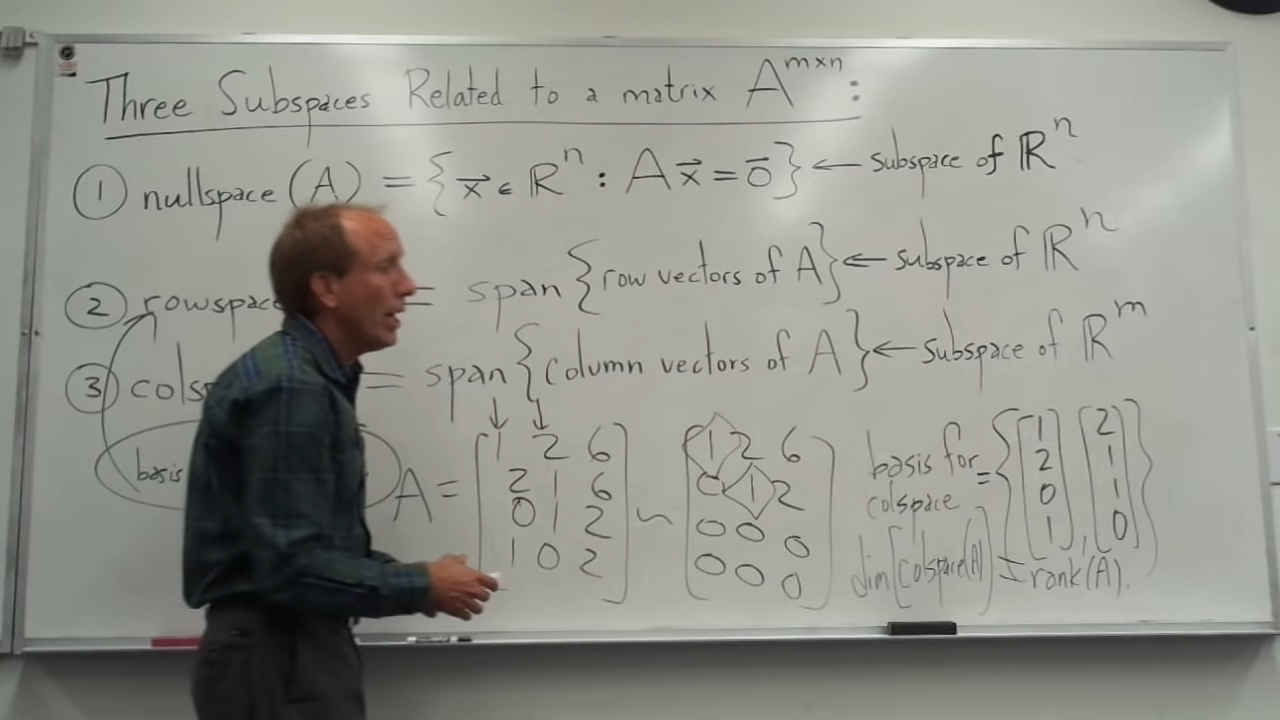 Three Subspaces Related to a matrix A^{m×n}:
① nullspace(A) = {x⃗ ∈ ℝ^n : Ax⃗ = 0̄} ← subspace of ℝ^n
② rowspace = span {row vectors of A} ← subspace of ℝ^n
③ = span {column vectors of A} ← subspace of ℝ^m
basis
A = [1 2 6 ~ [1 2 6
2 1 6 0 1 2
0 1 2 0 0 0
1 0 2] 0 0 0]
basis for colspace = {[1 2 0 1], [2 1 1 0]}
dim[colspace(A)] = rank(A).